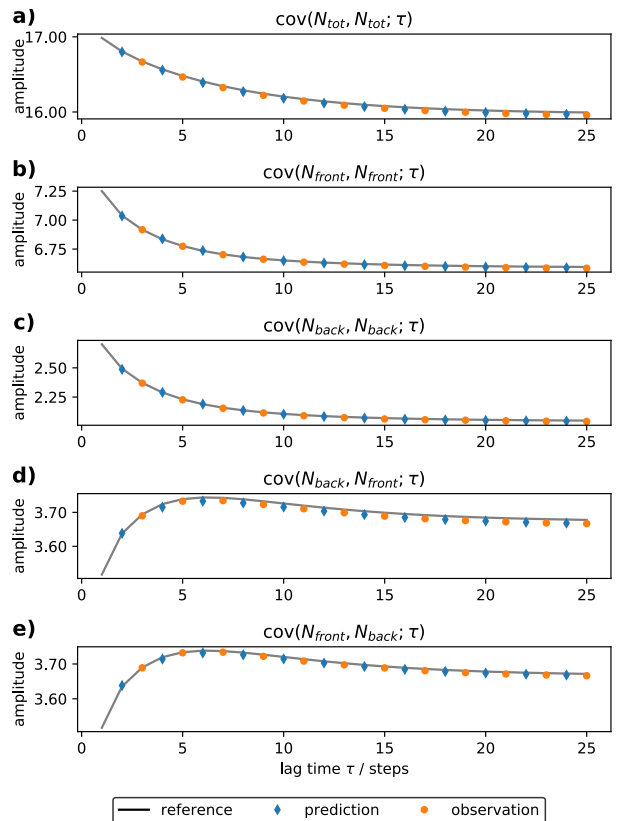 a)
cov(N_tot, N_tot; τ)
17.00
16.00
amplitude
0 5 10 15 20 25
b)
cov(N_front, N_front; τ)
7.25
7.00
6.75
amplitude
0 5 10 15 20 25
c)
cov(N_back, N_back; τ)
2.50
2.25
amplitude
0 5 10 15 20 25
d)
cov(N_back, N_front; τ)
3.70
3.60
amplitude
0 5 10 15 20 25
e)
cov(N_front, N_back; τ)
3.70
3.60
amplitude
0 5 10 15 20 25
lag time τ / steps
reference prediction observation